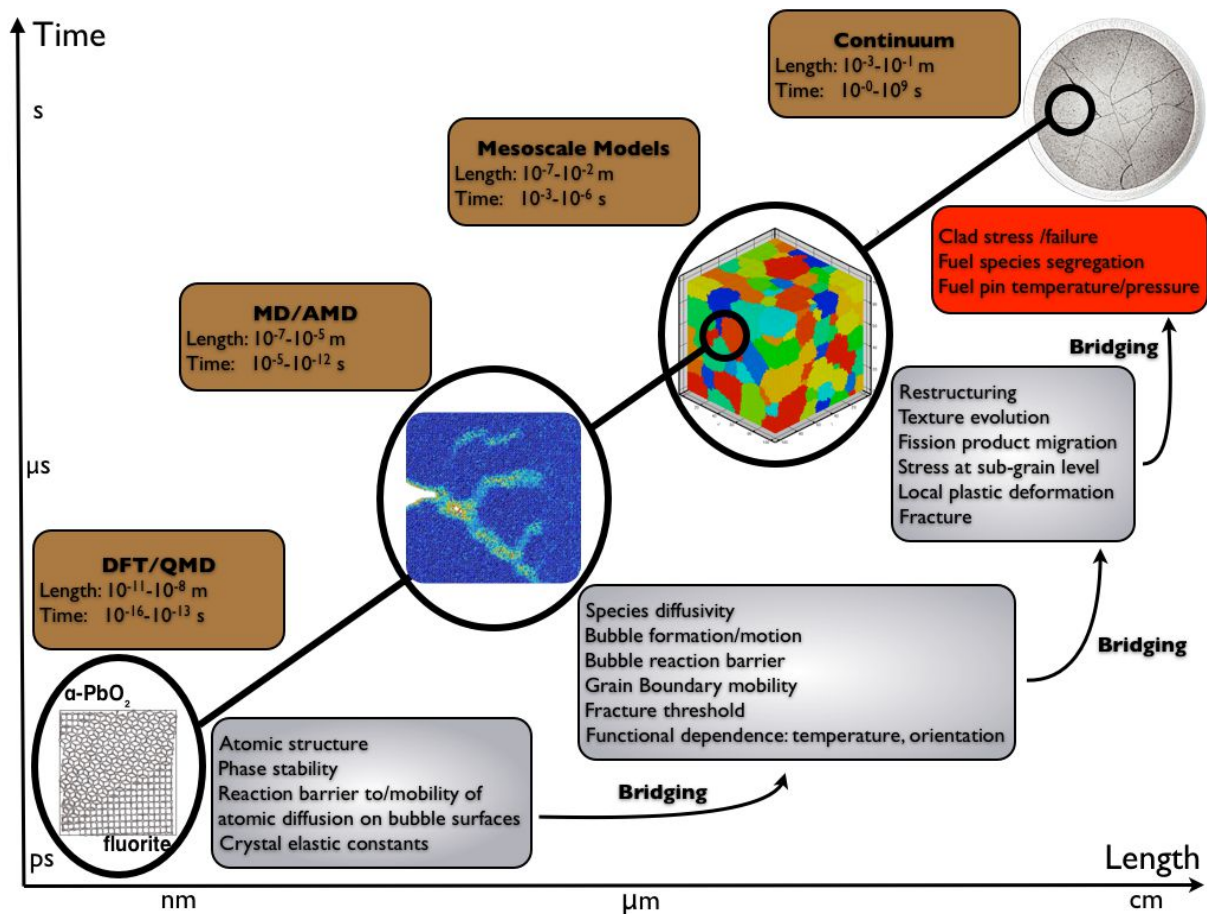 Time
s
µs
ps
Continuum
Length: 10⁻³-10⁻¹ m
Time: 10⁻⁰-10⁹ s
Mesoscale Models
Length: 10⁻⁷-10⁻² m
Time: 10⁻³-10⁻⁶ s
Clad stress /failure
Fuel species segregation
Fuel pin temperature/pressure
MD/AMD
Length: 10⁻⁷-10⁻⁵ m
Time: 10⁻⁵-10⁻¹² s
Bridging
Restructuring
Texture evolution
Fission product migration
Stress at sub-grain level
Local plastic deformation
Fracture
DFT/QMD
Length: 10⁻¹¹-10⁻⁸ m
Time: 10⁻¹⁶-10⁻¹³ s
Species diffusivity
Bubble formation/motion
Bubble reaction barrier
Grain Boundary mobility
Fracture threshold
Functional dependence: temperature, orientation
Bridging
α-PbO₂
fluorite
Atomic structure
Phase stability
Reaction barrier to/mobility of
atomic diffusion on bubble surfaces
Crystal elastic constants
Bridging
Length
nm
µm
cm